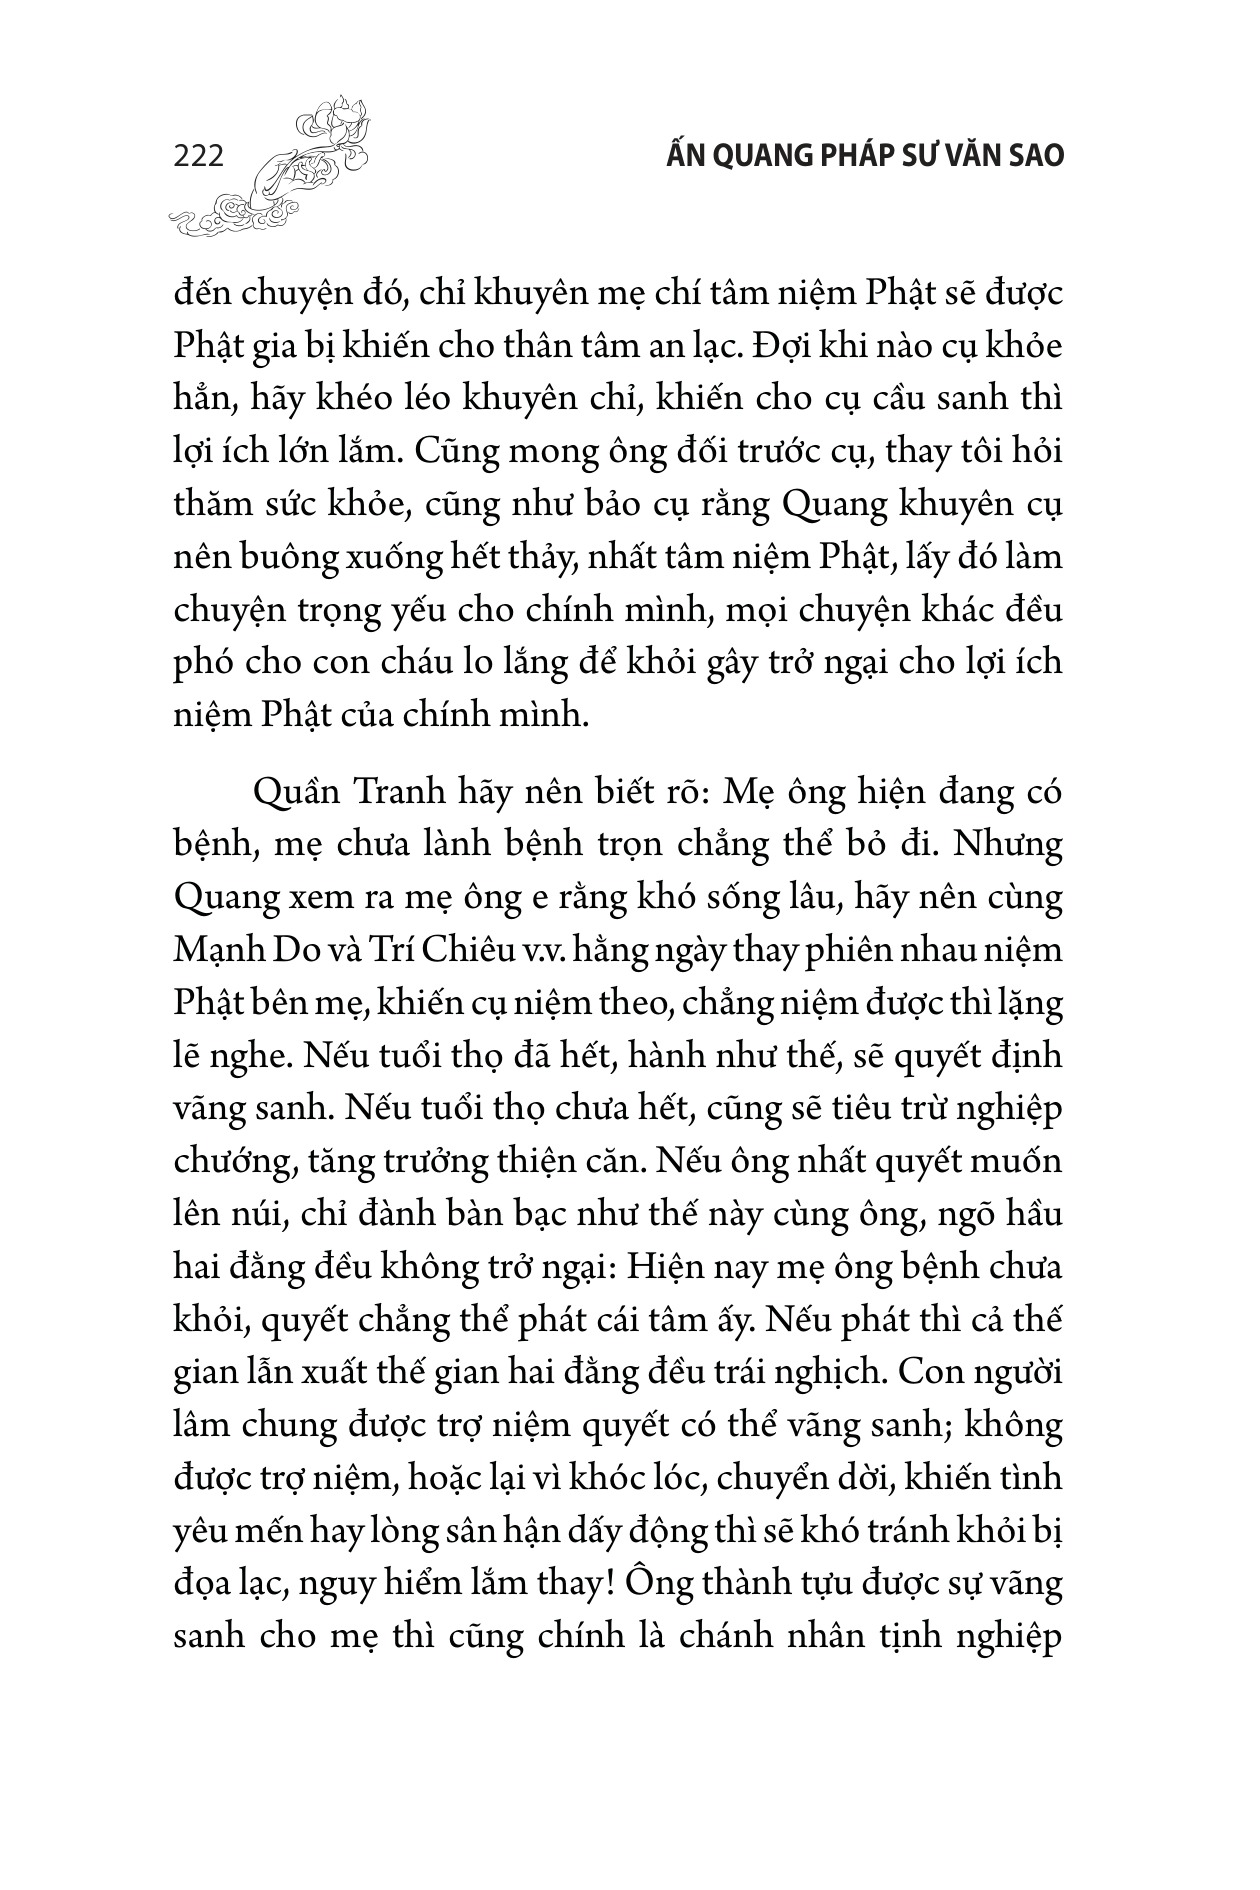 222
ẤN QUANG PHÁP SƯ VĂN SAO
đến chuyện đó, chỉ khuyên mẹ chí tâm niệm Phật sẽ được
Phật gia bị khiến cho thân tâm an lạc. Đợi khi nào cụ khỏe
hẳn, hãy khéo léo khuyên chỉ, khiến cho cụ cầu sanh thì
lợi ích lớn lắm. Cũng mong ông đối trước cụ, thay tôi hỏi
thăm sức khỏe, cũng như bảo cụ rằng Quang khuyên cụ
nên buông xuống hết thảy, nhất tâm niệm Phật, lấy đó làm
chuyện trọng yếu cho chính mình, mọi chuyện khác đều
phó cho con cháu lo lắng để khỏi gây trở ngại cho lợi ích
niệm Phật của chính mình.
Quần Tranh hãy nên biết rõ: Mẹ ông hiện đang có
bệnh, mẹ chưa lành bệnh trọn chẳng thể bỏ đi. Nhưng
Quang xem ra mẹ ông e rằng khó sống lâu, hãy nên cùng
Mạnh Do và Trí Chiêu v.v. hằng ngày thay phiên nhau niệm
Phật bên mẹ, khiến cụ niệm theo, chẳng niệm được thì lặng
lẽ nghe. Nếu tuổi thọ đã hết, hành như thế, sẽ quyết định
vãng sanh. Nếu tuổi thọ chưa hết, cũng sẽ tiêu trừ nghiệp
chướng, tăng trưởng thiện căn. Nếu ông nhất quyết muốn
lên núi, chỉ đành bàn bạc như thế này cùng ông, ngõ hầu
hai đằng đều không trở ngại: Hiện nay mẹ ông bệnh chưa
khỏi, quyết chẳng thể phát cái tâm ấy. Nếu phát thì cả thế
gian lẫn xuất thế gian hai đằng đều trái nghịch. Con người
lâm chung được trợ niệm quyết có thể vãng sanh; không
được trợ niệm, hoặc lại vì khóc lóc, chuyển dời, khiến tình
yêu mến hay lòng sân hận dấy động thì sẽ khó tránh khỏi bị
đọa lạc, nguy hiểm lắm thay! Ông thành tựu được sự vãng
sanh cho mẹ thì cũng chính là chánh nhân tịnh nghiệp